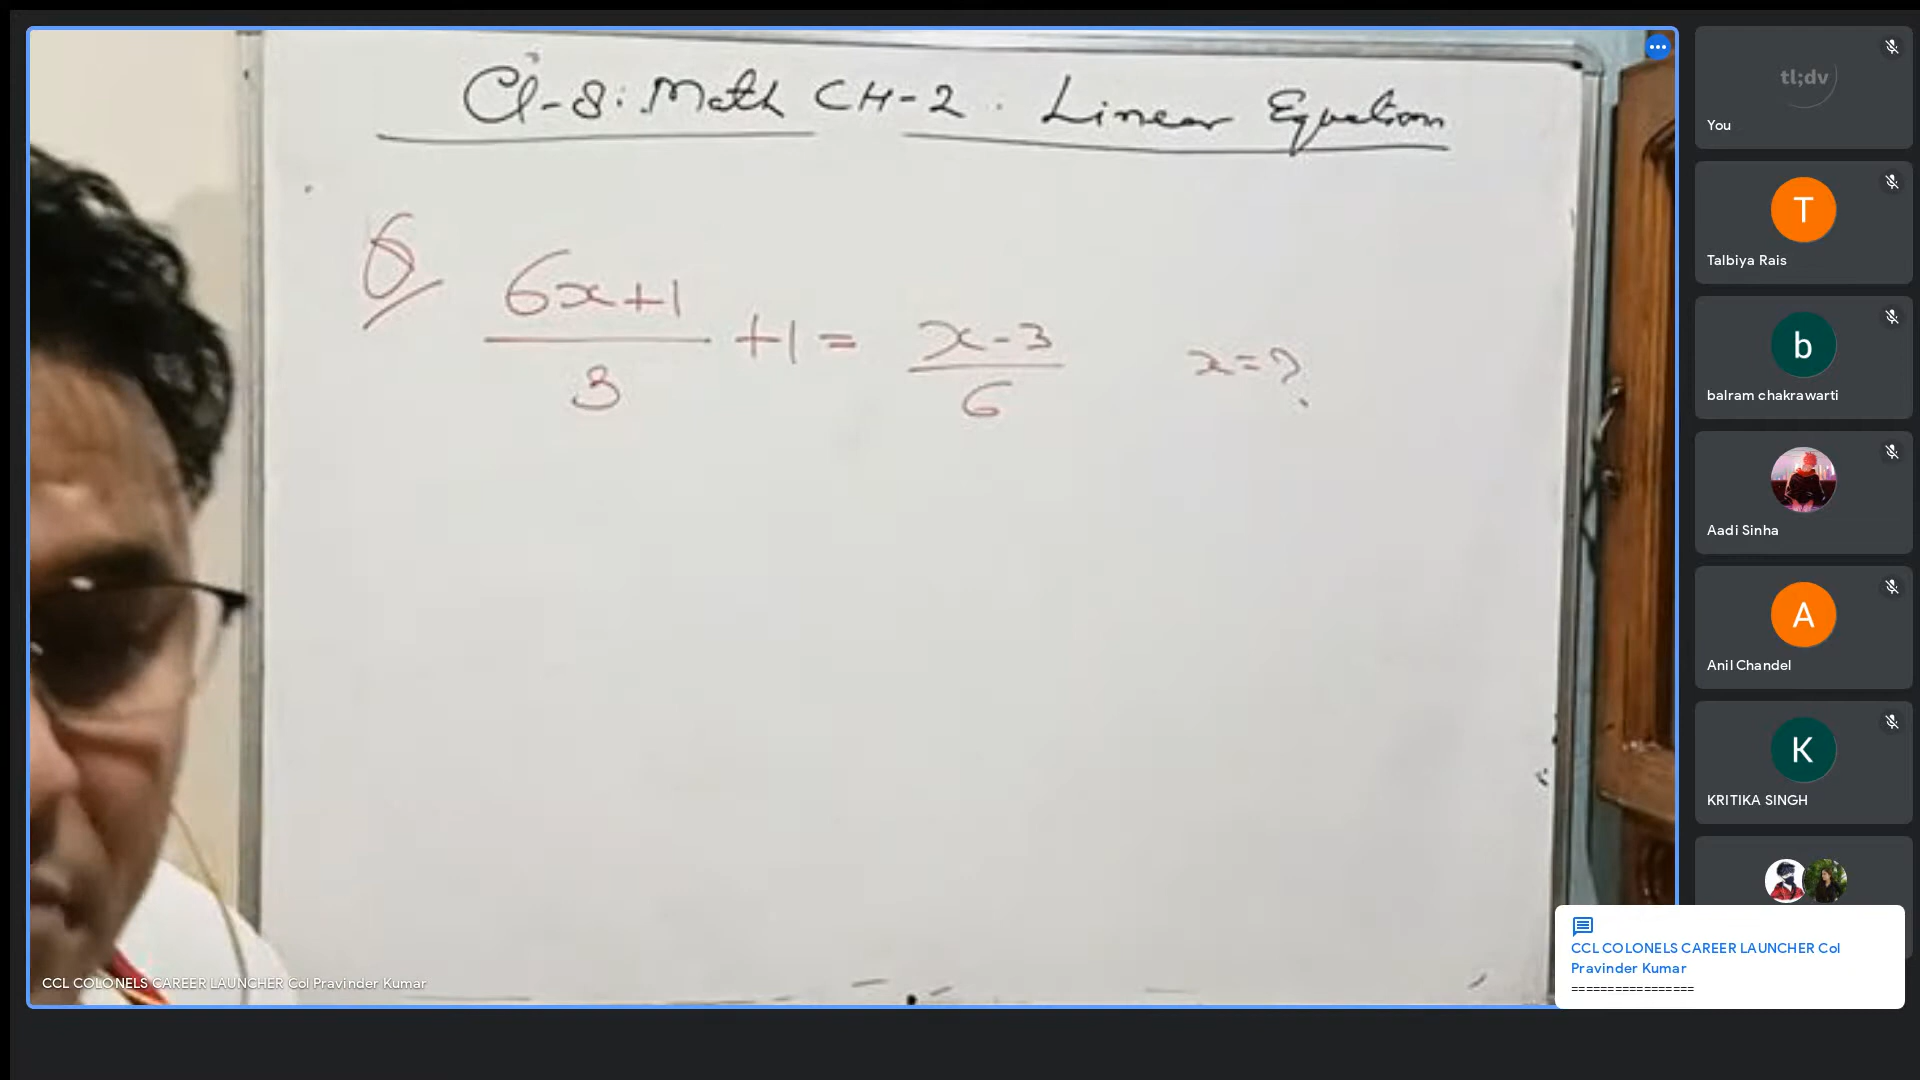 Cl-8: Math CH-2. Linear Equation
Q
6x+1
3
+1 =
x-3
6
x=?
CCL COLONELS CAREER LAUNCHER Col Pravinder Kumar
tl;dv
You
T
Talbiya Rais
b
balram chakrawarti
Aadi Sinha
A
Anil Chandel
K
KRITIKA SINGH
CCL COLONELS CAREER LAUNCHER Col
Pravinder Kumar
=================